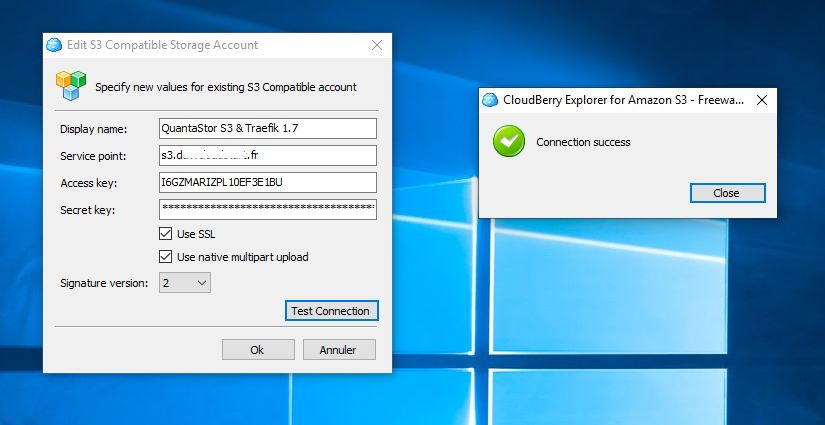 Edit S3 Compatible Storage Account
Specify new values for existing S3 Compatible account
Display name:
QuantaStor S3 & Traefik 1.7
Service point:
s3.d .fr
Access key:
I6GZMARIZPL10EF3E1BU
Secret key:
************************************
Use SSL
Use native multipart upload
Signature version:
2
Test Connection
Ok
Annuler
CloudBerry Explorer for Amazon S3 - Freewa...
Connection success
Close